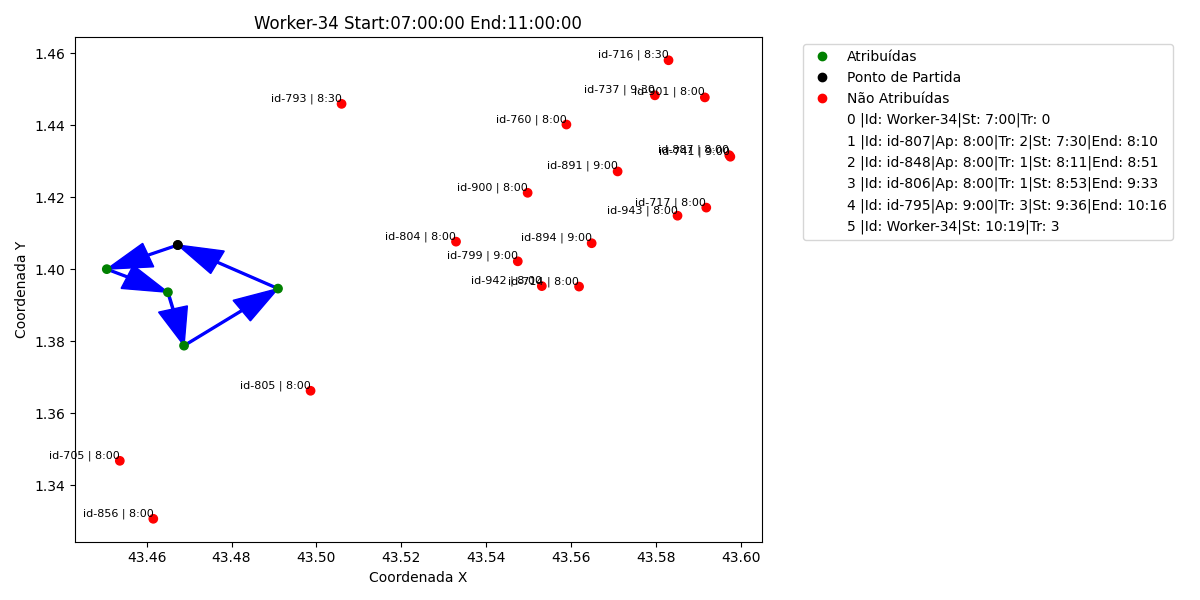 Worker-34 Start:07:00:00 End:11:00:00
1.46
1.44
1.42
1.40
1.38
1.36
1.34
Coordenada Y
43.46
43.48
43.50
43.52
43.54
43.56
43.58
43.60
Coordenada X
id-716 | 8:30
id-737 | 9:30
id-901 | 8:00
id-793 | 8:30
id-760 | 8:00
id-887 | 8:00
id-741 | 9:00
id-891 | 9:00
id-900 | 8:00
id-717 | 8:00
id-943 | 8:00
id-804 | 8:00
id-894 | 9:00
id-799 | 9:00
id-942 | 8:00
id-714 | 8:00
id-805 | 8:00
id-705 | 8:00
id-856 | 8:00
Atribuídas
Ponto de Partida
Não Atribuídas
0 |Id: Worker-34|St: 7:00|Tr: 0
1 |Id: id-807|Ap: 8:00|Tr: 2|St: 7:30|End: 8:10
2 |Id: id-848|Ap: 8:00|Tr: 1|St: 8:11|End: 8:51
3 |Id: id-806|Ap: 8:00|Tr: 1|St: 8:53|End: 9:33
4 |Id: id-795|Ap: 9:00|Tr: 3|St: 9:36|End: 10:16
5 |Id: Worker-34|St: 10:19|Tr: 3